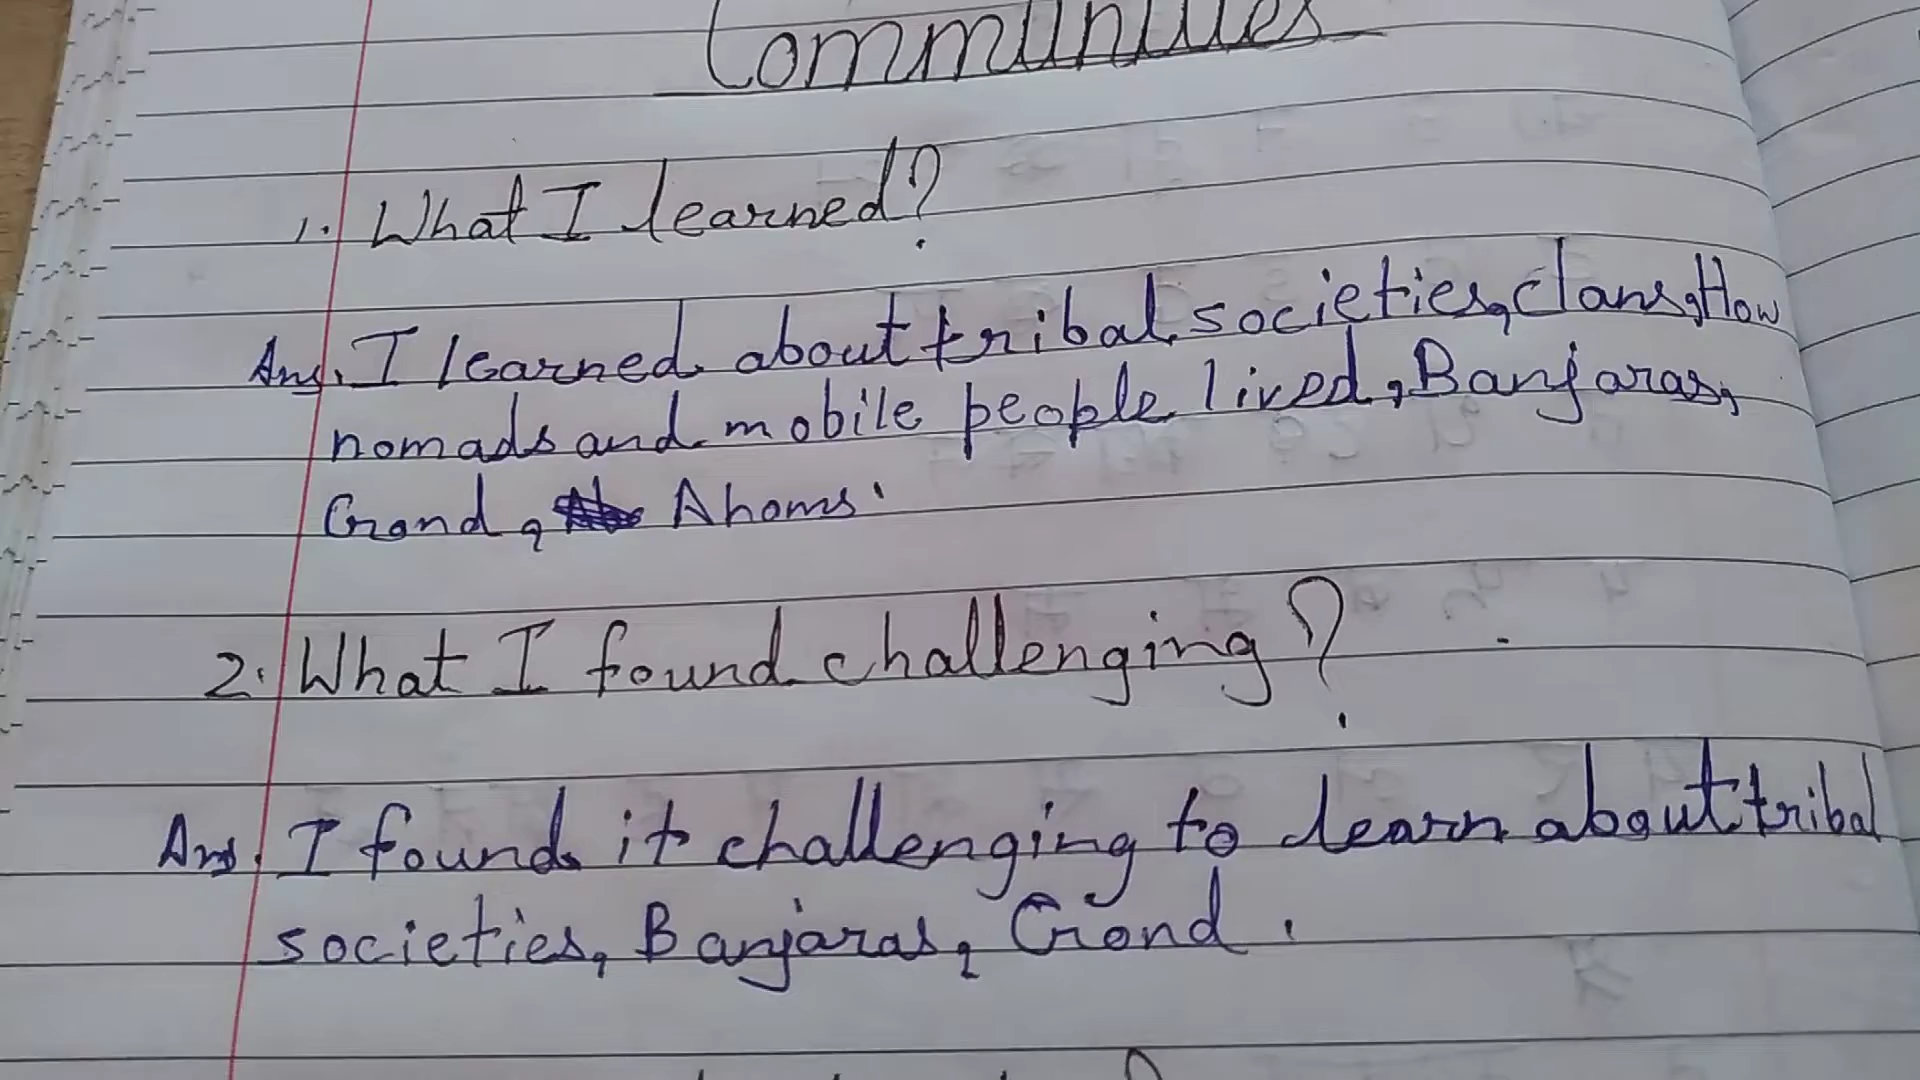 Communities
1. What I learned?
Ans. I learned about tribal societies, clans, How
nomads and mobile people lived, Banjaras,
Gond, Ahoms.
2. What I found challenging?
Ans. I found it challenging to learn about tribal
societies, Banjaras, Gond.